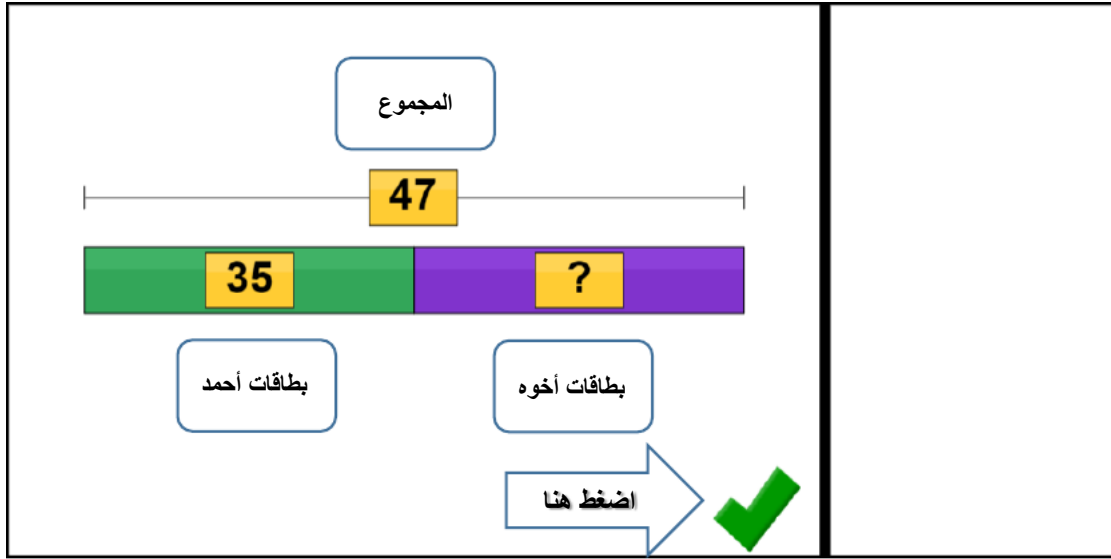 المجموع
47
35
?
بطاقات أحمد
بطاقات أخوه
اضغط هنا